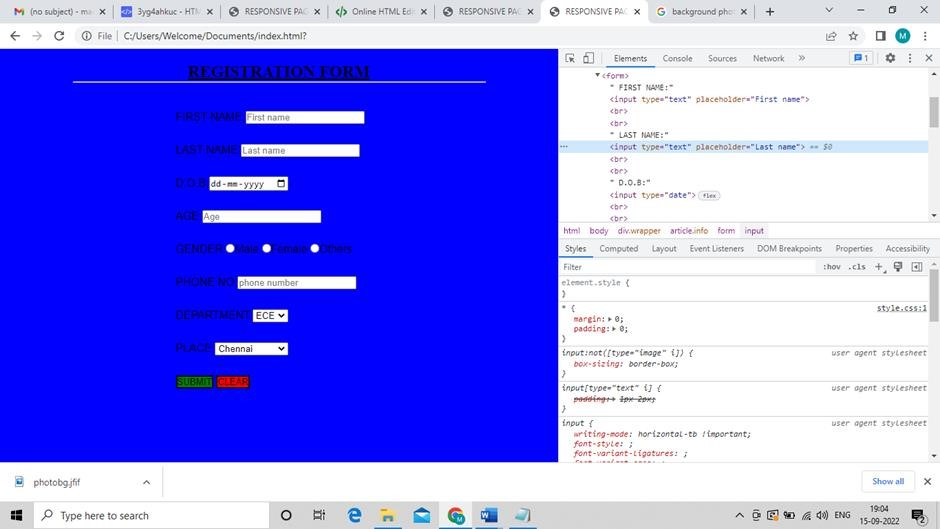 (no subject) - ma
3yg4ahkuc - HTM
RESPONSIVE PAG
Online HTML Edit
RESPONSIVE PAG
RESPONSIVE PAG
background phot
File
C:/Users/Welcome/Documents/index.html?
M
REGISTRATION FORM
FIRST NAME: First name
LAST NAME: Last name
D.O.B: dd-mm-yyyy
AGE: Age
GENDER: Male Female Others
PHONE NO: phone number
DEPARTMENT: ECE
PLACE: Chennai
SUBMIT CLEAR
Elements Console Sources Network » 1
<form>
" FIRST NAME:"
<input type="text" placeholder="First name">
<br>
<br>
" LAST NAME:"
... <input type="text" placeholder="Last name"> == $0
<br>
<br>
" D.O.B:"
<input type="date"> flex
<br>
<br>
html body div.wrapper article.info form input
Styles Computed Layout Event Listeners DOM Breakpoints Properties Accessibility
Filter :hov .cls +
element.style {
}
* { style.css:1
margin: 0;
padding: 0;
}
input:not([type="image" i]) { user agent stylesheet
box-sizing: border-box;
}
input[type="text" i] { user agent stylesheet
padding: 1px 2px;
}
input { user agent stylesheet
writing-mode: horizontal-tb !important;
font-style: ;
font-variant-ligatures: ;
photobg.jfif
Show all
Type here to search
ENG
19:04
15-09-2022
2